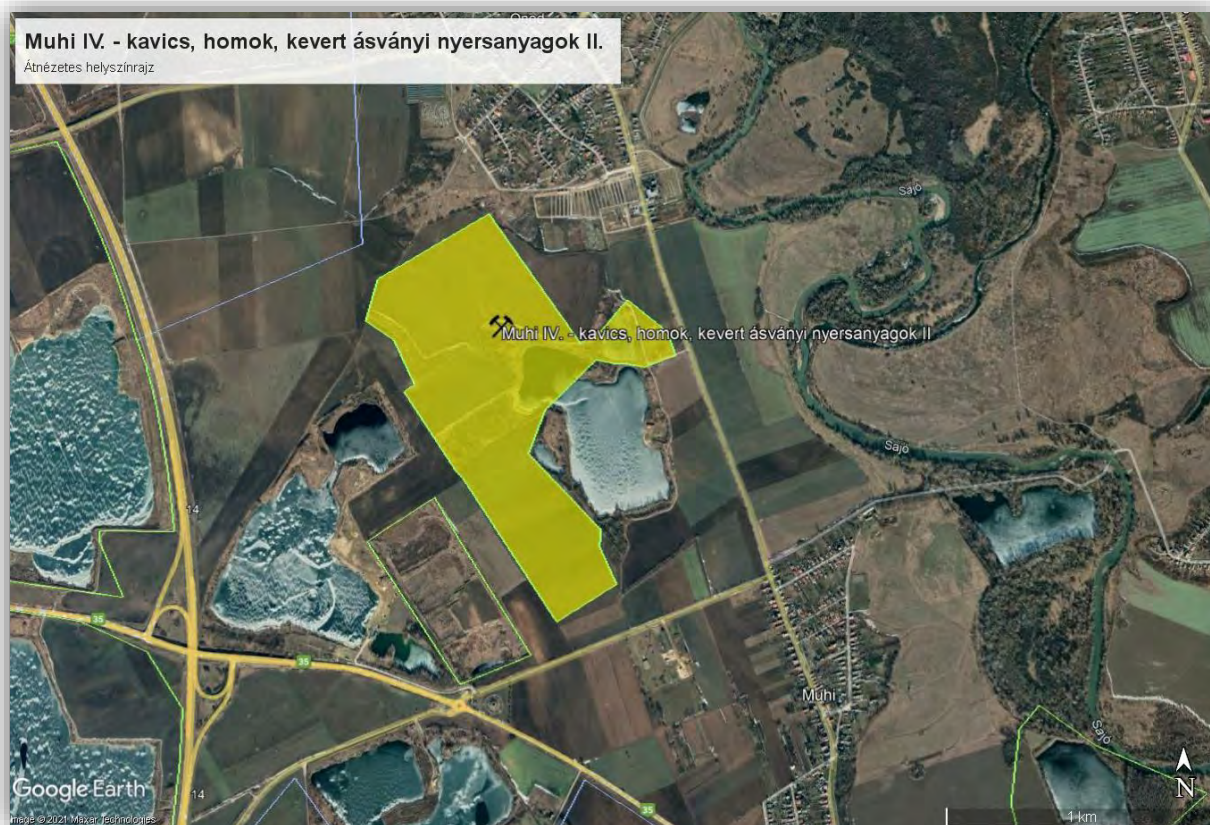 Muhi IV. - kavics, homok, kevert ásványi nyersanyagok II.
Átnézetes helyszínrajz
Ónod
Sajó
Muhi IV. - kavics, homok, kevert ásványi nyersanyagok II
Sajó
14
35
35
Muhi
Sajó
Google Earth
14
35
N
1 km
Image © 2021 Maxar Technologies